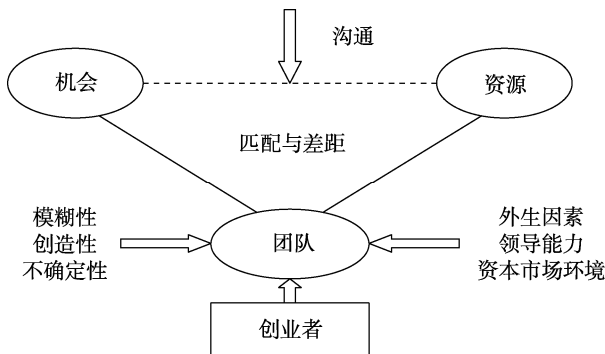 沟通
机会
资源
匹配与差距
模糊性
创造性
不确定性
团队
外生因素
领导能力
资本市场环境
创业者